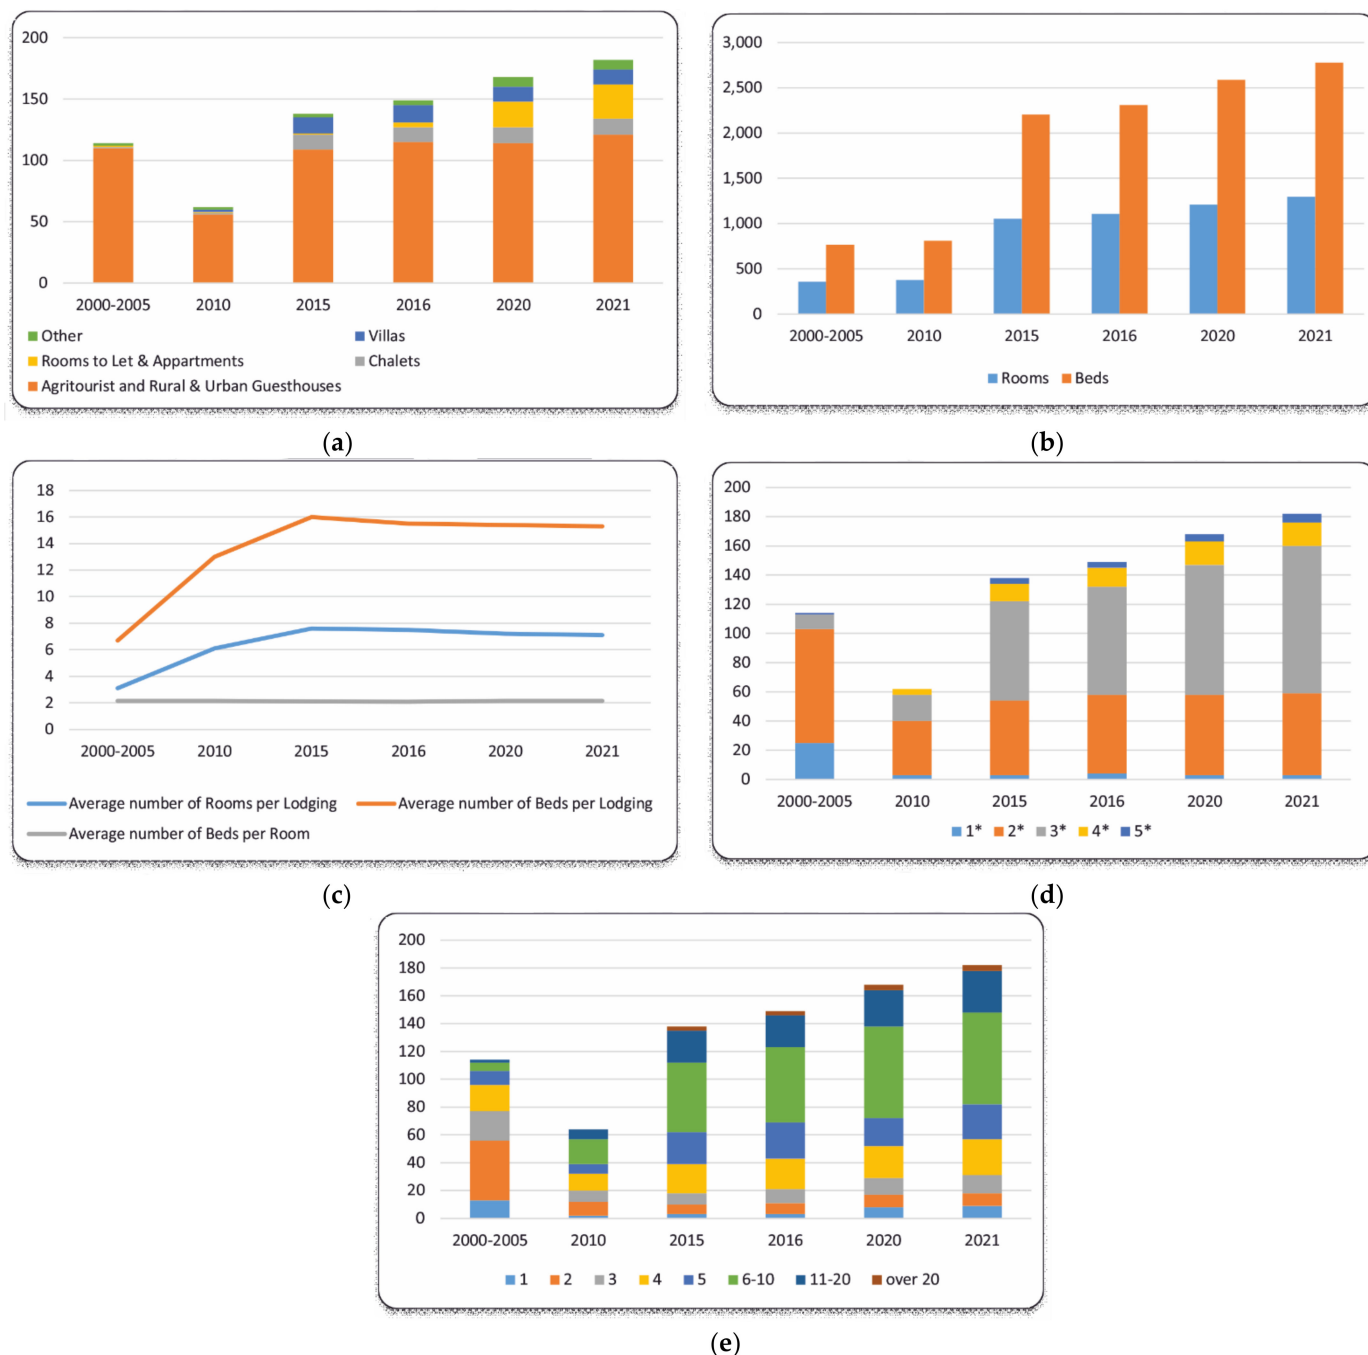 200
150
100
50
0
2000-2005 2010 2015 2016 2020 2021
Other Villas
Rooms to Let & Appartments Chalets
Agritourist and Rural & Urban Guesthouses
(a)
3,000
2,500
2,000
1,500
1,000
500
0
2000-2005 2010 2015 2016 2020 2021
Rooms Beds
(b)
18
16
14
12
10
8
6
4
2
0
2000-2005 2010 2015 2016 2020 2021
Average number of Rooms per Lodging Average number of Beds per Lodging
Average number of Beds per Room
(c)
200
180
160
140
120
100
80
60
40
20
0
2000-2005 2010 2015 2016 2020 2021
1* 2* 3* 4* 5*
(d)
200
180
160
140
120
100
80
60
40
20
0
2000-2005 2010 2015 2016 2020 2021
1 2 3 4 5 6-10 11-20 over 20
(e)